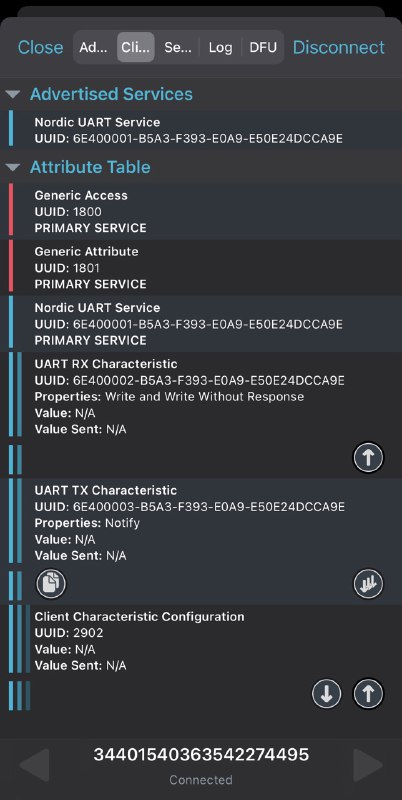 Close Ad... Cli... Se... Log DFU Disconnect
Advertised Services
Nordic UART Service
UUID: 6E400001-B5A3-F393-E0A9-E50E24DCCA9E
Attribute Table
Generic Access
UUID: 1800
PRIMARY SERVICE
Generic Attribute
UUID: 1801
PRIMARY SERVICE
Nordic UART Service
UUID: 6E400001-B5A3-F393-E0A9-E50E24DCCA9E
PRIMARY SERVICE
UART RX Characteristic
UUID: 6E400002-B5A3-F393-E0A9-E50E24DCCA9E
Properties: Write and Write Without Response
Value: N/A
Value Sent: N/A
UART TX Characteristic
UUID: 6E400003-B5A3-F393-E0A9-E50E24DCCA9E
Properties: Notify
Value: N/A
Value Sent: N/A
Client Characteristic Configuration
UUID: 2902
Value: N/A
Value Sent: N/A
34401540363542274495
Connected